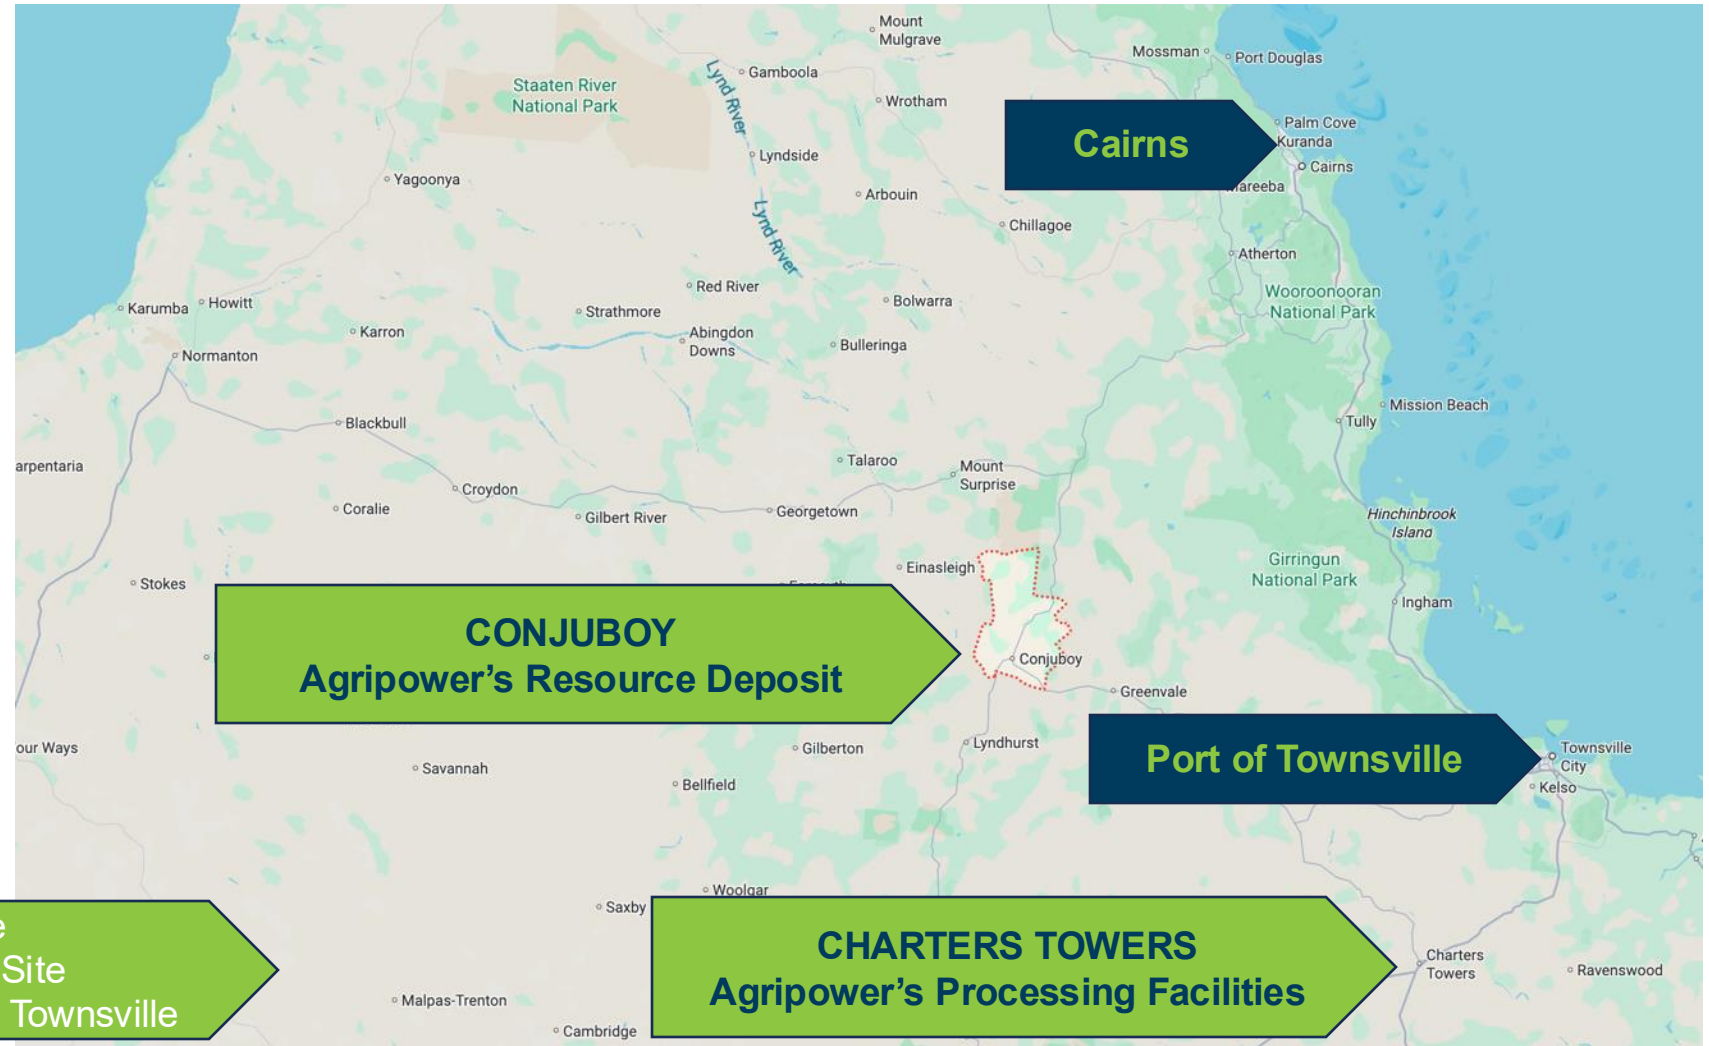 Mount
Mulgrave
Mossman
Port Douglas
Staaten River
National Park
Lynd River
Gamboola
Wrotham
Cairns
Palm Cove
Kuranda
Cairns
Lyndside
Yagoonya
Arbouin
areeba
Lynd River
Chillagoe
Atherton
Red River
Wooroonooran
National Park
Karumba
Howitt
Strathmore
Bolwarra
Karron
Abingdon
Downs
Bulleringa
Normanton
Mission Beach
Blackbull
Tully
arpentaria
Talaroo
Mount
Surprise
Croydon
Coralie
Gilbert River
Georgetown
Hinchinbrook
Island
Einasleigh
Girringun
National Park
Stokes
Ingham
CONJUBOY
Agripower's Resource Deposit
Conjuboy
Greenvale
our Ways
Gilberton
Lyndhurst
Port of Townsville
Townsville
City
Savannah
Bellfield
Kelso
Woolgar
Saxby
e
Site
Townsville
CHARTERS TOWERS
Agripower's Processing Facilities
Charters
Towers
Ravenswood
Malpas-Trenton
Cambridge